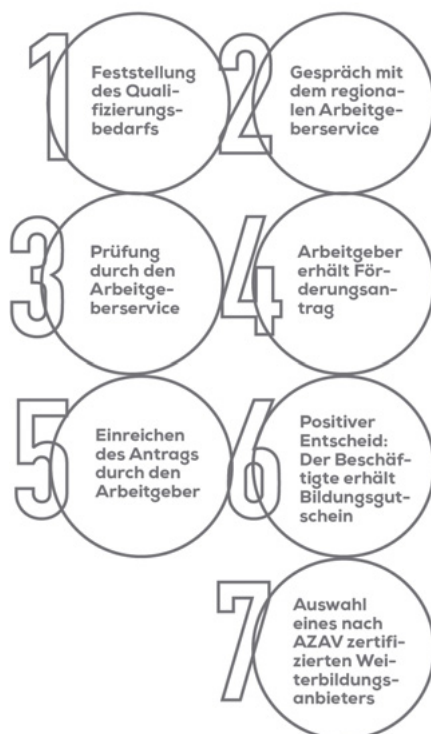 1
Feststellung
des Quali-
fizierungs-
bedarfs
2
Gespräch mit
dem regiona-
len Arbeitge-
berservice
3
Prüfung
durch den
Arbeitge-
berservice
4
Arbeitgeber
erhält För-
derungsan-
trag
5
Einreichen
des Antrags
durch den
Arbeitgeber
6
Positiver
Entscheid:
Der Beschäf-
tigte erhält
Bildungsgut-
schein
7
Auswahl
eines nach
AZAV zertifi-
zierten Wei-
terbildungs-
anbieters